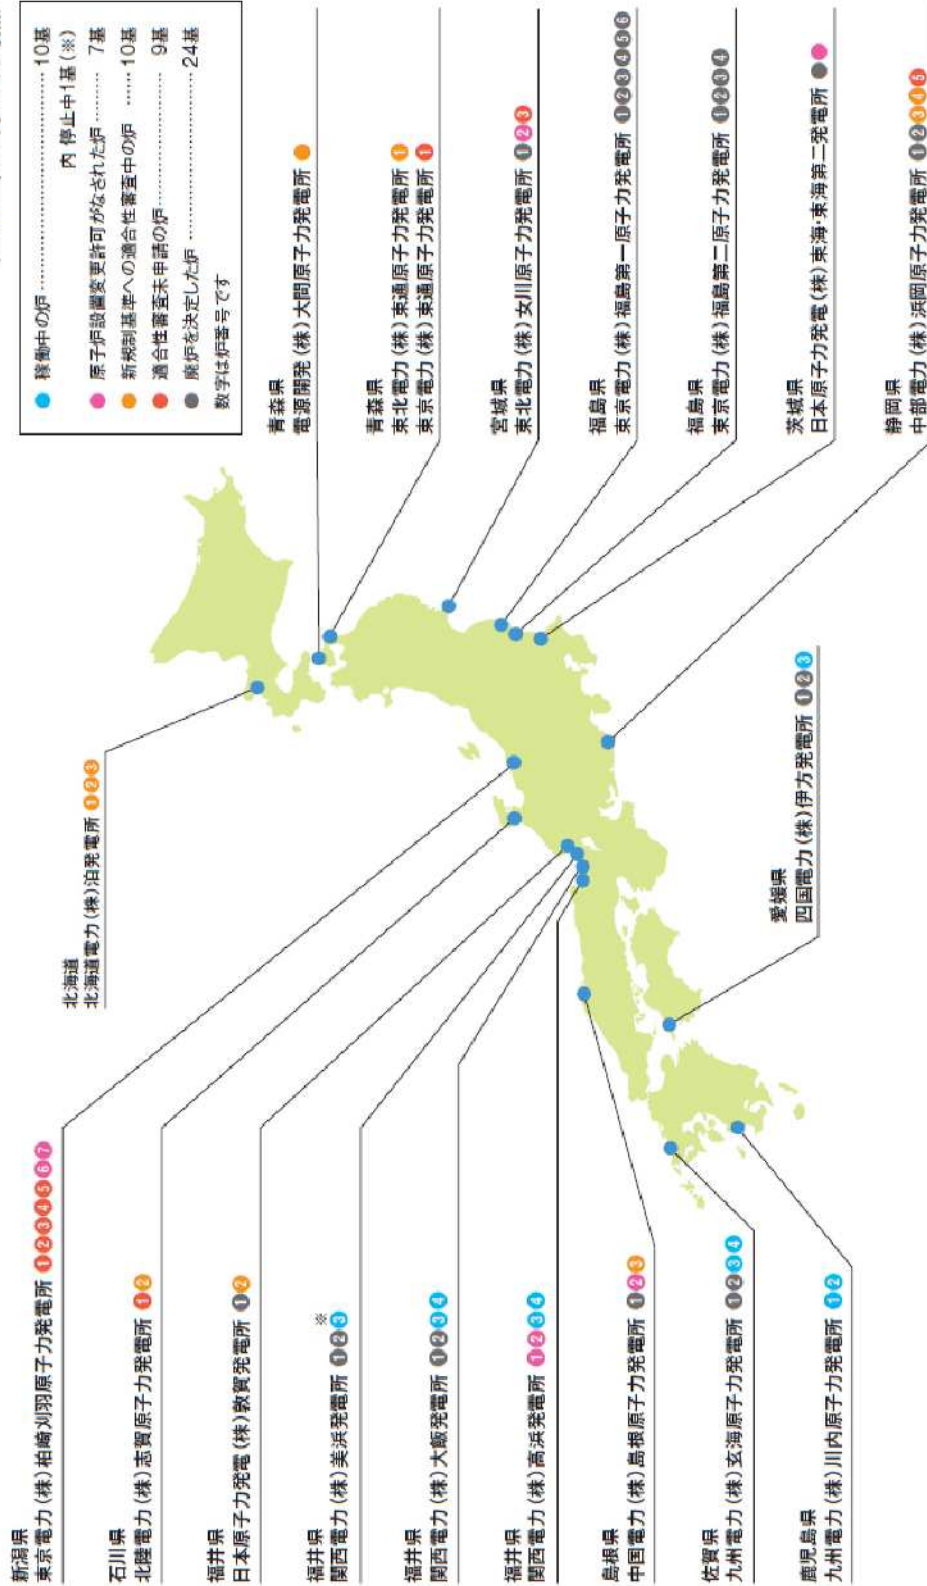 ● 稼働中の炉 …… 10基
内 停止中1基(※)
● 原子炉設置変更許可がなされた炉 …… 7基
● 新規制基準への適合性審査中の炉 …… 10基
● 適合性審査未申請の炉 …… 9基
● 廃炉を決定した炉 …… 24基
数字は炉番号です
北海道
北海道電力(株)泊発電所 ①②③
新潟県
東京電力(株)柏崎刈羽原子力発電所 ①②③④⑤⑥⑦
石川県
北陸電力(株)志賀原子力発電所 ①②
福井県
日本原子力発電(株)敦賀発電所 ①②
※
福井県
関西電力(株)美浜発電所 ①②③
福井県
関西電力(株)大飯発電所 ①②③④
福井県
関西電力(株)高浜発電所 ①②③④
島根県
中国電力(株)島根原子力発電所 ①②③
佐賀県
九州電力(株)玄海原子力発電所 ①②③④
鹿児島県
九州電力(株)川内原子力発電所 ①②
青森県
電源開発(株)大間原子力発電所 ●
青森県
東北電力(株)東通原子力発電所 ①
東京電力(株)東通原子力発電所 ①
宮城県
東北電力(株)女川原子力発電所 ①②③
福島県
東京電力(株)福島第一原子力発電所 ①②③④⑤⑥
福島県
東京電力(株)福島第二原子力発電所 ①②③④
茨城県
日本原子力発電(株)東海・東海第二発電所 ●●
静岡県
中部電力(株)浜岡原子力発電所 ①②③④⑤
愛媛県
四国電力(株)伊方発電所 ①②③